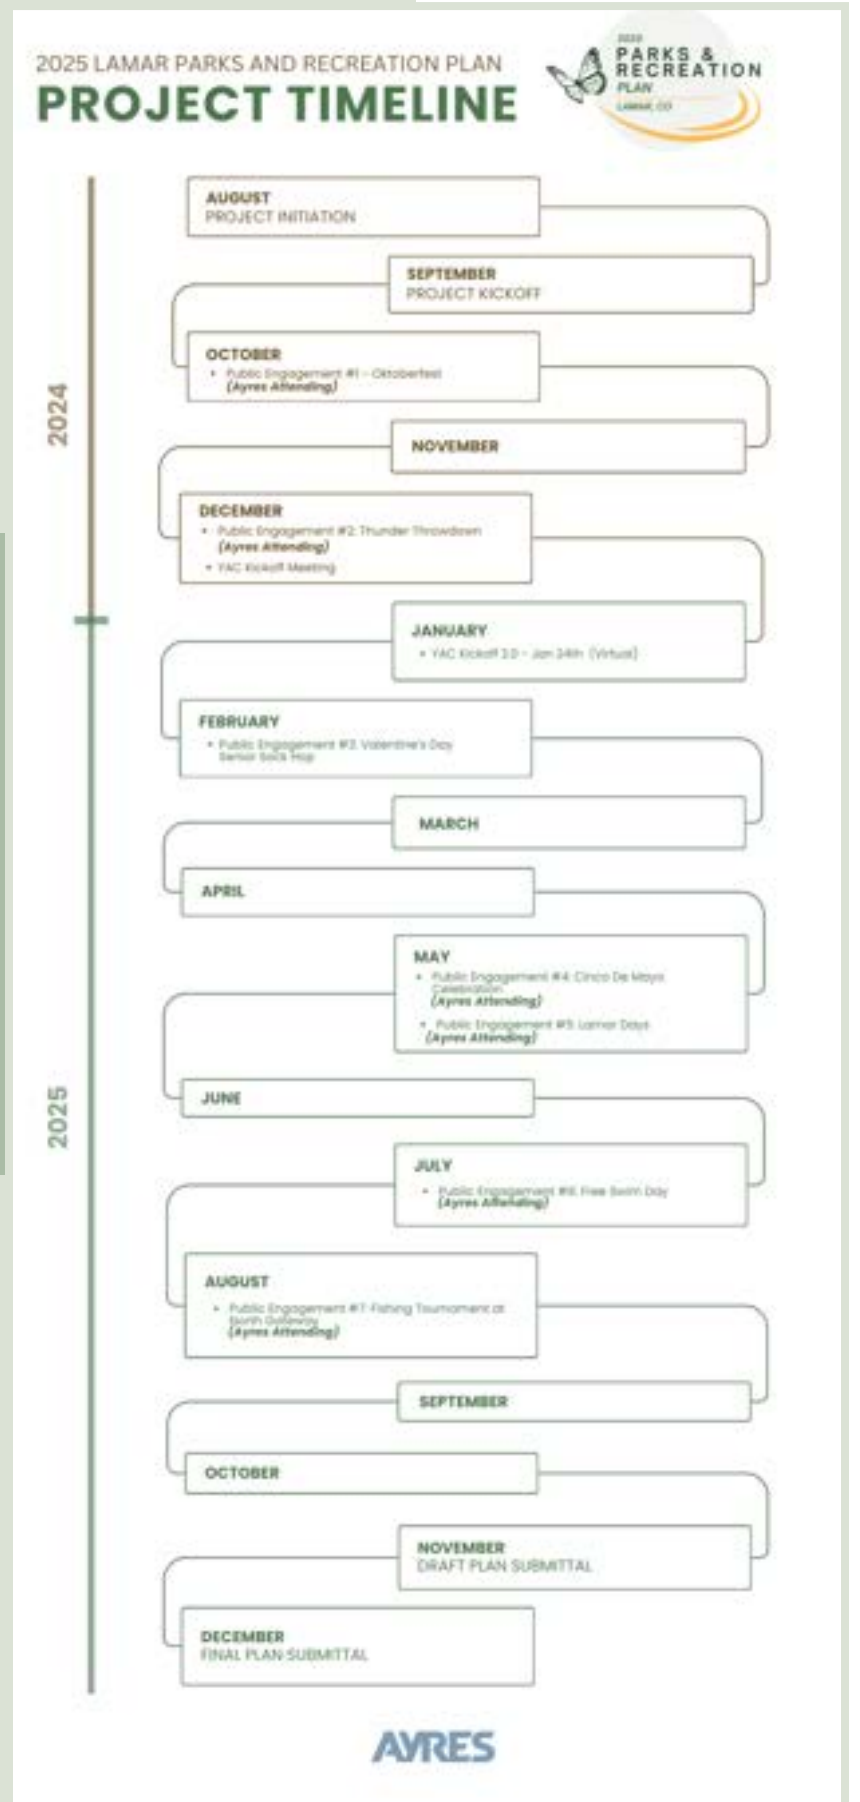 2025 LAMAR PARKS AND RECREATION PLAN
PROJECT TIMELINE
2025
PARKS &
RECREATION
PLAN
LAMAR, CO
2024
AUGUST
PROJECT INITIATION
SEPTEMBER
PROJECT KICKOFF
OCTOBER
• Public Engagement #1 - Oktoberfest
(Ayres Attending)
NOVEMBER
DECEMBER
• Public Engagement #2: Thunder Throwdown
(Ayres Attending)
• YAC Kickoff Meeting
2025
JANUARY
• YAC Kickoff 2.0 - Jan 24th (Virtual)
FEBRUARY
• Public Engagement #3: Valentine's Day
Senior Sock Hop
MARCH
APRIL
MAY
• Public Engagement #4: Cinco De Mayo
Celebration
(Ayres Attending)
• Public Engagement #5: Lamar Days
(Ayres Attending)
JUNE
JULY
• Public Engagement #6: Free Swim Day
(Ayres Attending)
AUGUST
• Public Engagement #7: Fishing Tournament at
North Gateway
(Ayres Attending)
SEPTEMBER
OCTOBER
NOVEMBER
DRAFT PLAN SUBMITTAL
DECEMBER
FINAL PLAN SUBMITTAL
AYRES